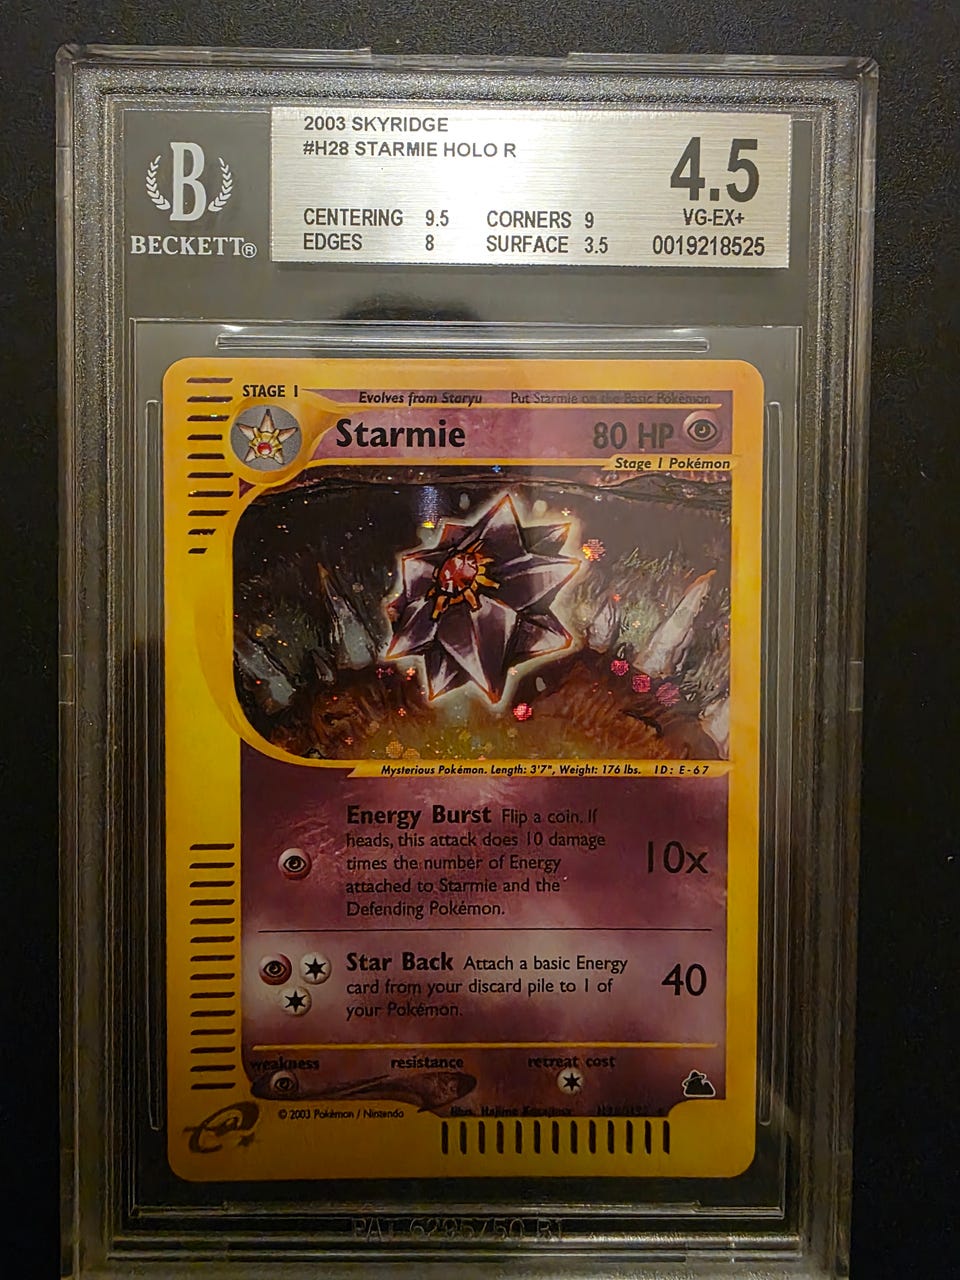 2003 SKYRIDGE
#H28 STARMIE HOLO R
4.5
CENTERING 9.5 CORNERS 9 VG-EX+
EDGES 8 SURFACE 3.5 0019218525
B
BECKETT®
STAGE 1 Evolves from Staryu Put Starmie on the Basic Pokémon
Starmie 80 HP
Stage 1 Pokémon
Mysterious Pokémon. Length: 3'7", Weight: 176 lbs. ID: E-67
Energy Burst Flip a coin. If
heads, this attack does 10 damage
times the number of Energy
attached to Starmie and the
Defending Pokémon.
10x
Star Back Attach a basic Energy
card from your discard pile to 1 of
your Pokémon.
40
weakness resistance retreat cost
e
© 2003 Pokémon / Nintendo Illus. Hajime
PAT 6295750 B1